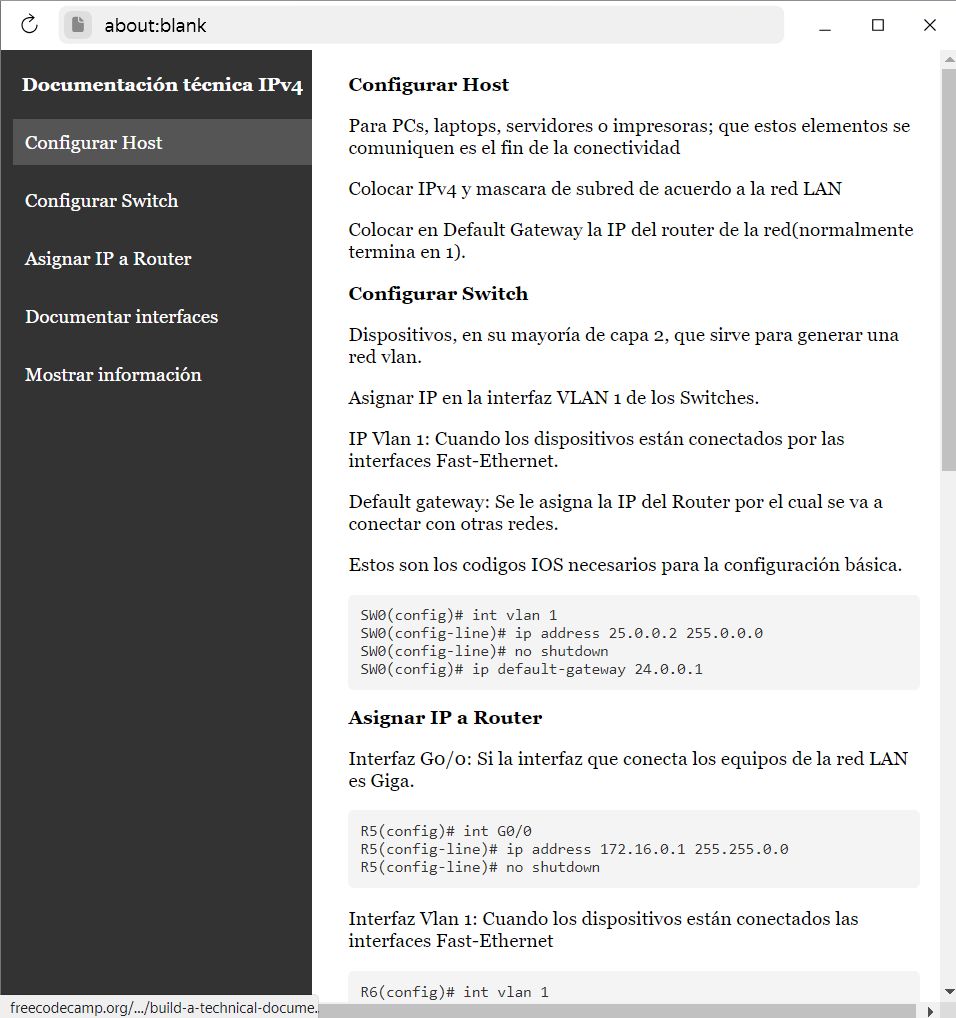 about:blank
Documentación técnica IPv4
Configurar Host
Configurar Switch
Asignar IP a Router
Documentar interfaces
Mostrar información
Configurar Host
Para PCs, laptops, servidores o impresoras; que estos elementos se
comuniquen es el fin de la conectividad
Colocar IPv4 y mascara de subred de acuerdo a la red LAN
Colocar en Default Gateway la IP del router de la red(normalmente
termina en 1).
Configurar Switch
Dispositivos, en su mayoría de capa 2, que sirve para generar una
red vlan.
Asignar IP en la interfaz VLAN 1 de los Switches.
IP Vlan 1: Cuando los dispositivos están conectados por las
interfaces Fast-Ethernet.
Default gateway: Se le asigna la IP del Router por el cual se va a
conectar con otras redes.
Estos son los codigos IOS necesarios para la configuración básica.
SW0(config)# int vlan 1
SW0(config-line)# ip address 25.0.0.2 255.0.0.0
SW0(config-line)# no shutdown
SW0(config)# ip default-gateway 24.0.0.1
Asignar IP a Router
Interfaz G0/0: Si la interfaz que conecta los equipos de la red LAN
es Giga.
R5(config)# int G0/0
R5(config-line)# ip address 172.16.0.1 255.255.0.0
R5(config-line)# no shutdown
Interfaz Vlan 1: Cuando los dispositivos están conectados las
interfaces Fast-Ethernet
R6(config)# int vlan 1
freecodecamp.org/.../build-a-technical-docume.